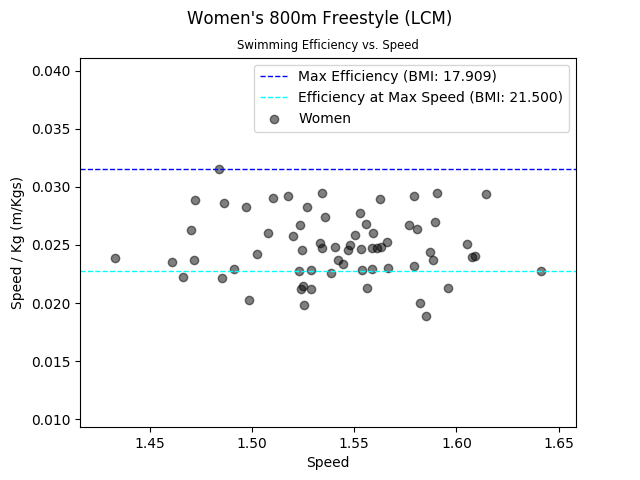 Women's 800m Freestyle (LCM)
Swimming Efficiency vs. Speed
Max Efficiency (BMI: 17.909)
Efficiency at Max Speed (BMI: 21.500)
Women
Speed / Kg (m/Kgs)
0.040
0.035
0.030
0.025
0.020
0.015
0.010
1.45 1.50 1.55 1.60 1.65
Speed